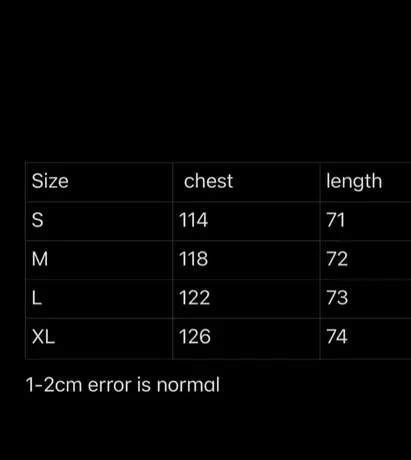 Size chest length
S 114 71
M 118 72
L 122 73
XL 126 74
1-2cm error is normal